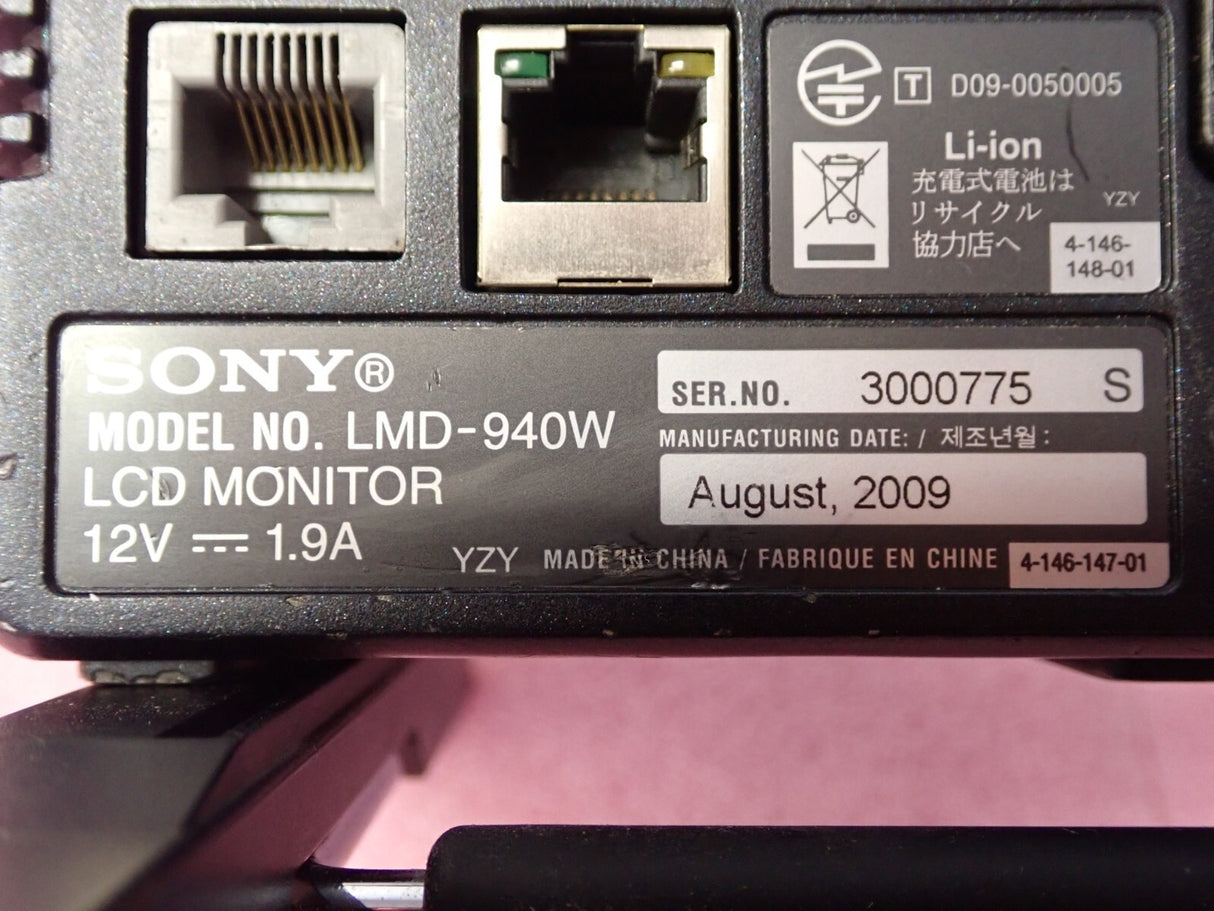 T D09-0050005
Li-ion
充電式電池は
リサイクル
協力店へ
YZY
4-146-
148-01
SONY®
MODEL NO. LMD-940W
LCD MONITOR
12V ⎓ 1.9A
SER.NO. 3000775 S
MANUFACTURING DATE: / 제조년월 :
August, 2009
YZY MADE IN CHINA / FABRIQUE EN CHINE 4-146-147-01